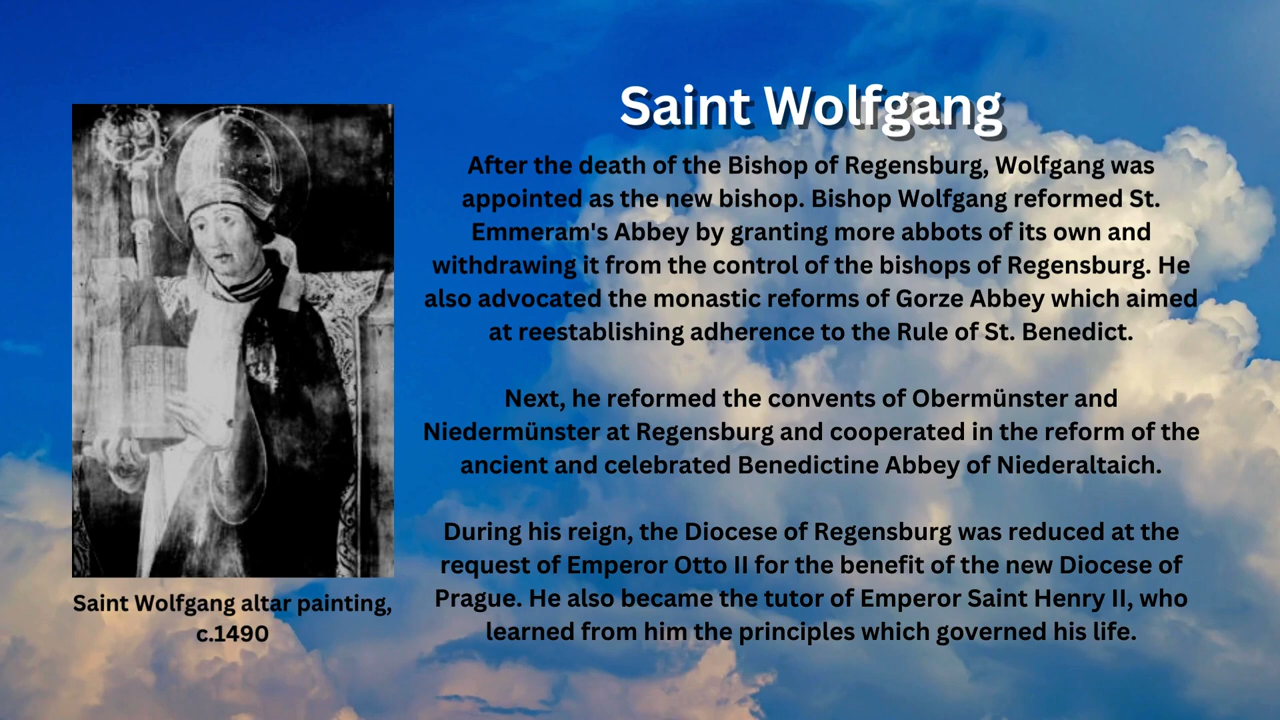 Saint Wolfgang
After the death of the Bishop of Regensburg, Wolfgang was
appointed as the new bishop. Bishop Wolfgang reformed St.
Emmeram's Abbey by granting more abbots of its own and
withdrawing it from the control of the bishops of Regensburg. He
also advocated the monastic reforms of Gorze Abbey which aimed
at reestablishing adherence to the Rule of St. Benedict.
Next, he reformed the convents of Obermünster and
Niedermünster at Regensburg and cooperated in the reform of the
ancient and celebrated Benedictine Abbey of Niederaltaich.
During his reign, the Diocese of Regensburg was reduced at the
request of Emperor Otto II for the benefit of the new Diocese of
Prague. He also became the tutor of Emperor Saint Henry II, who
learned from him the principles which governed his life.
Saint Wolfgang altar painting,
c.1490